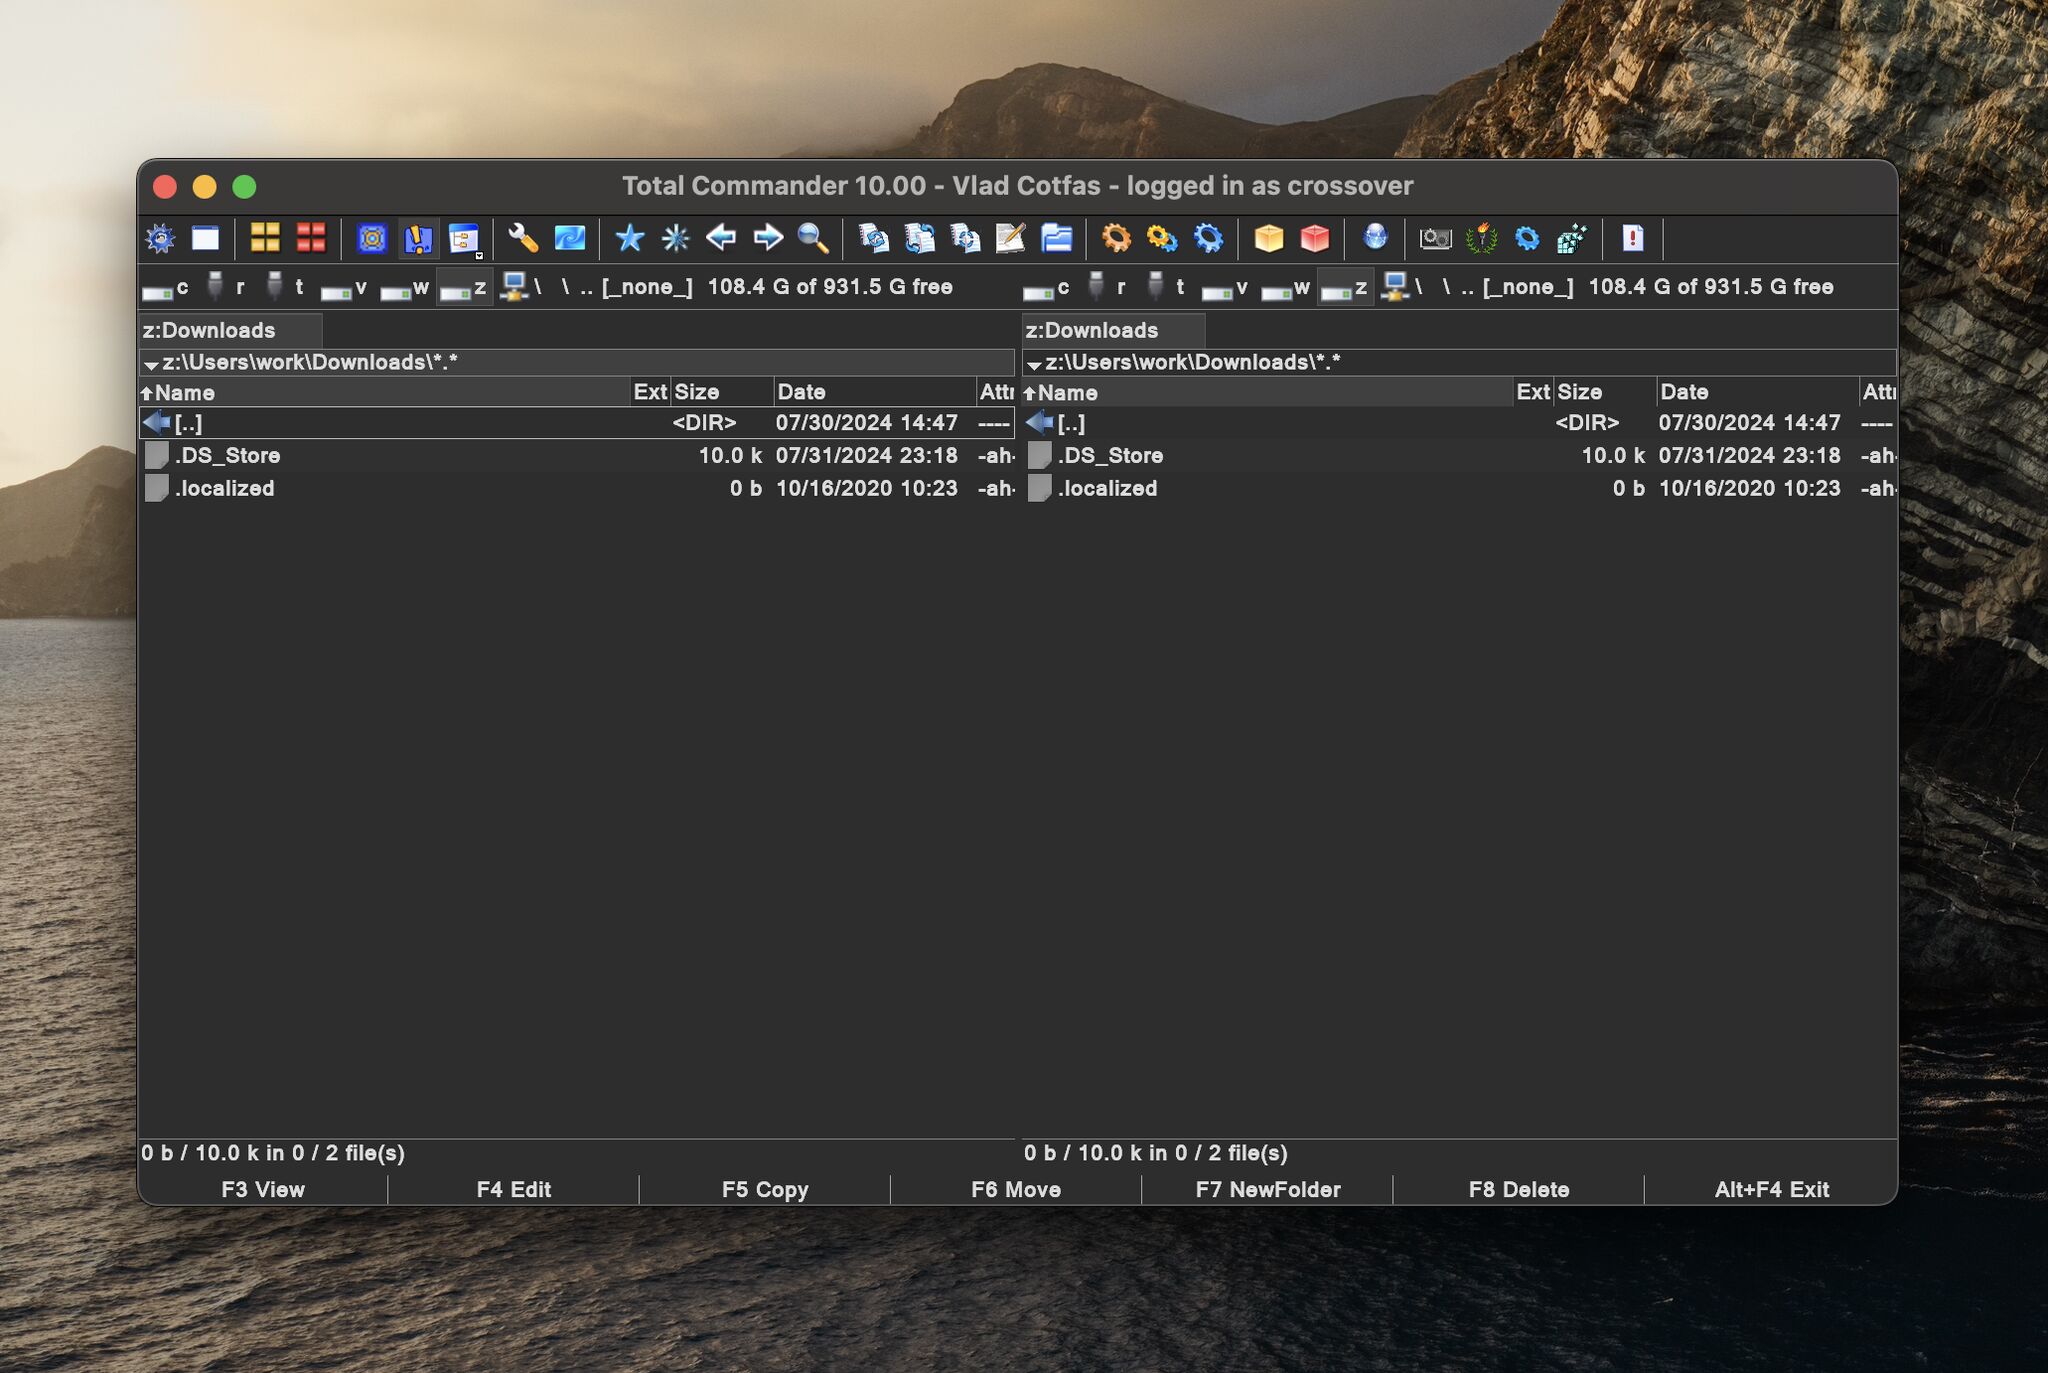 Total Commander 10.00 - Vlad Cotfas - logged in as crossover
c r t v w z \ \ .. [_none_] 108.4 G of 931.5 G free
c r t v w z \ \ .. [_none_] 108.4 G of 931.5 G free
z:Downloads
z:\Users\work\Downloads\*.*
Name Ext Size Date Attr
[..] <DIR> 07/30/2024 14:47 ----
.DS_Store 10.0 k 07/31/2024 23:18 -ah-
.localized 0 b 10/16/2020 10:23 -ah-
0 b / 10.0 k in 0 / 2 file(s)
z:Downloads
z:\Users\work\Downloads\*.*
Name Ext Size Date Attr
[..] <DIR> 07/30/2024 14:47 ----
.DS_Store 10.0 k 07/31/2024 23:18 -ah-
.localized 0 b 10/16/2020 10:23 -ah-
0 b / 10.0 k in 0 / 2 file(s)
F3 View F4 Edit F5 Copy F6 Move F7 NewFolder F8 Delete Alt+F4 Exit